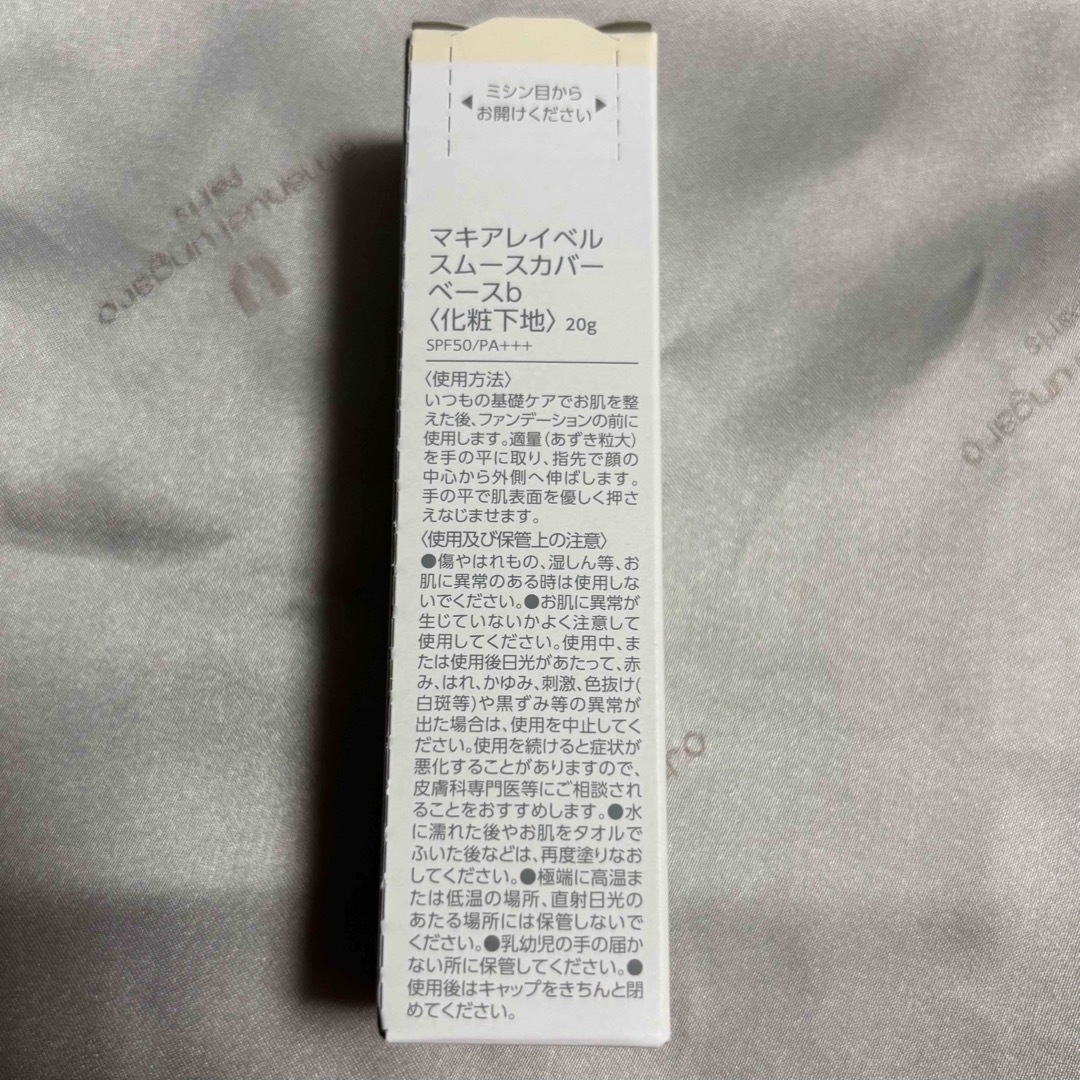 ミシン目から
お開けください
マキアレイベル
スムースカバー
ベースb
〈化粧下地〉 20g
SPF50/PA+++
〈使用方法〉
いつもの基礎ケアでお肌を整
えた後、ファンデーションの前に
使用します。適量(あずき粒大)
を手の平に取り、指先で顔の
中心から外側へ伸ばします。
手の平で肌表面を優しく押さ
えなじませます。
〈使用及び保管上の注意〉
●傷やはれもの、湿しん等、お
肌に異常のある時は使用しな
いでください。●お肌に異常が
生じていないかよく注意して
使用してください。使用中、ま
たは使用後日光があたって、赤
み、はれ、かゆみ、刺激、色抜け(
白斑等)や黒ずみ等の異常が
出た場合は、使用を中止してく
ださい。使用を続けると症状が
悪化することがありますので、
皮膚科専門医等にご相談され
ることをおすすめします。●水
に濡れた後やお肌をタオルで
ふいた後などは、再度塗りなお
してください。●極端に高温ま
たは低温の場所、直射日光の
あたる場所には保管しないで
ください。●乳幼児の手の届か
ない所に保管してください。●
使用後はキャップをきちんと閉
めてください。
emanuel ungaro
paris